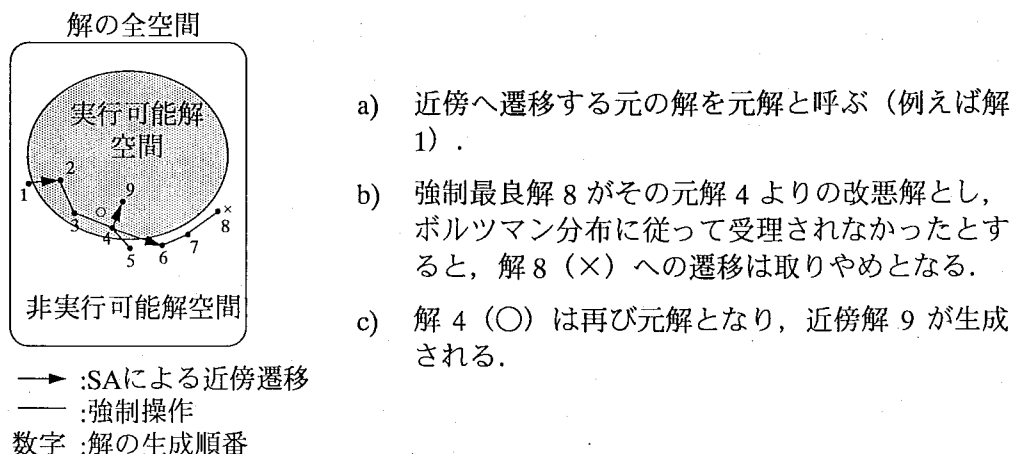 解の全空間
実行可能解
空間
1
2
3
○
4
5
6
7
×
8
9
非実行可能解空間
:SAによる近傍遷移
:強制操作
数字 :解の生成順番
a) 近傍へ遷移する元の解を元解と呼ぶ（例えば解
1）．
b) 強制最良解 8 がその元解 4 よりの改悪解とし，
ボルツマン分布に従って受理されなかったとす
ると，解 8（×）への遷移は取りやめとなる．
c) 解 4（○）は再び元解となり，近傍解 9 が生成
される．